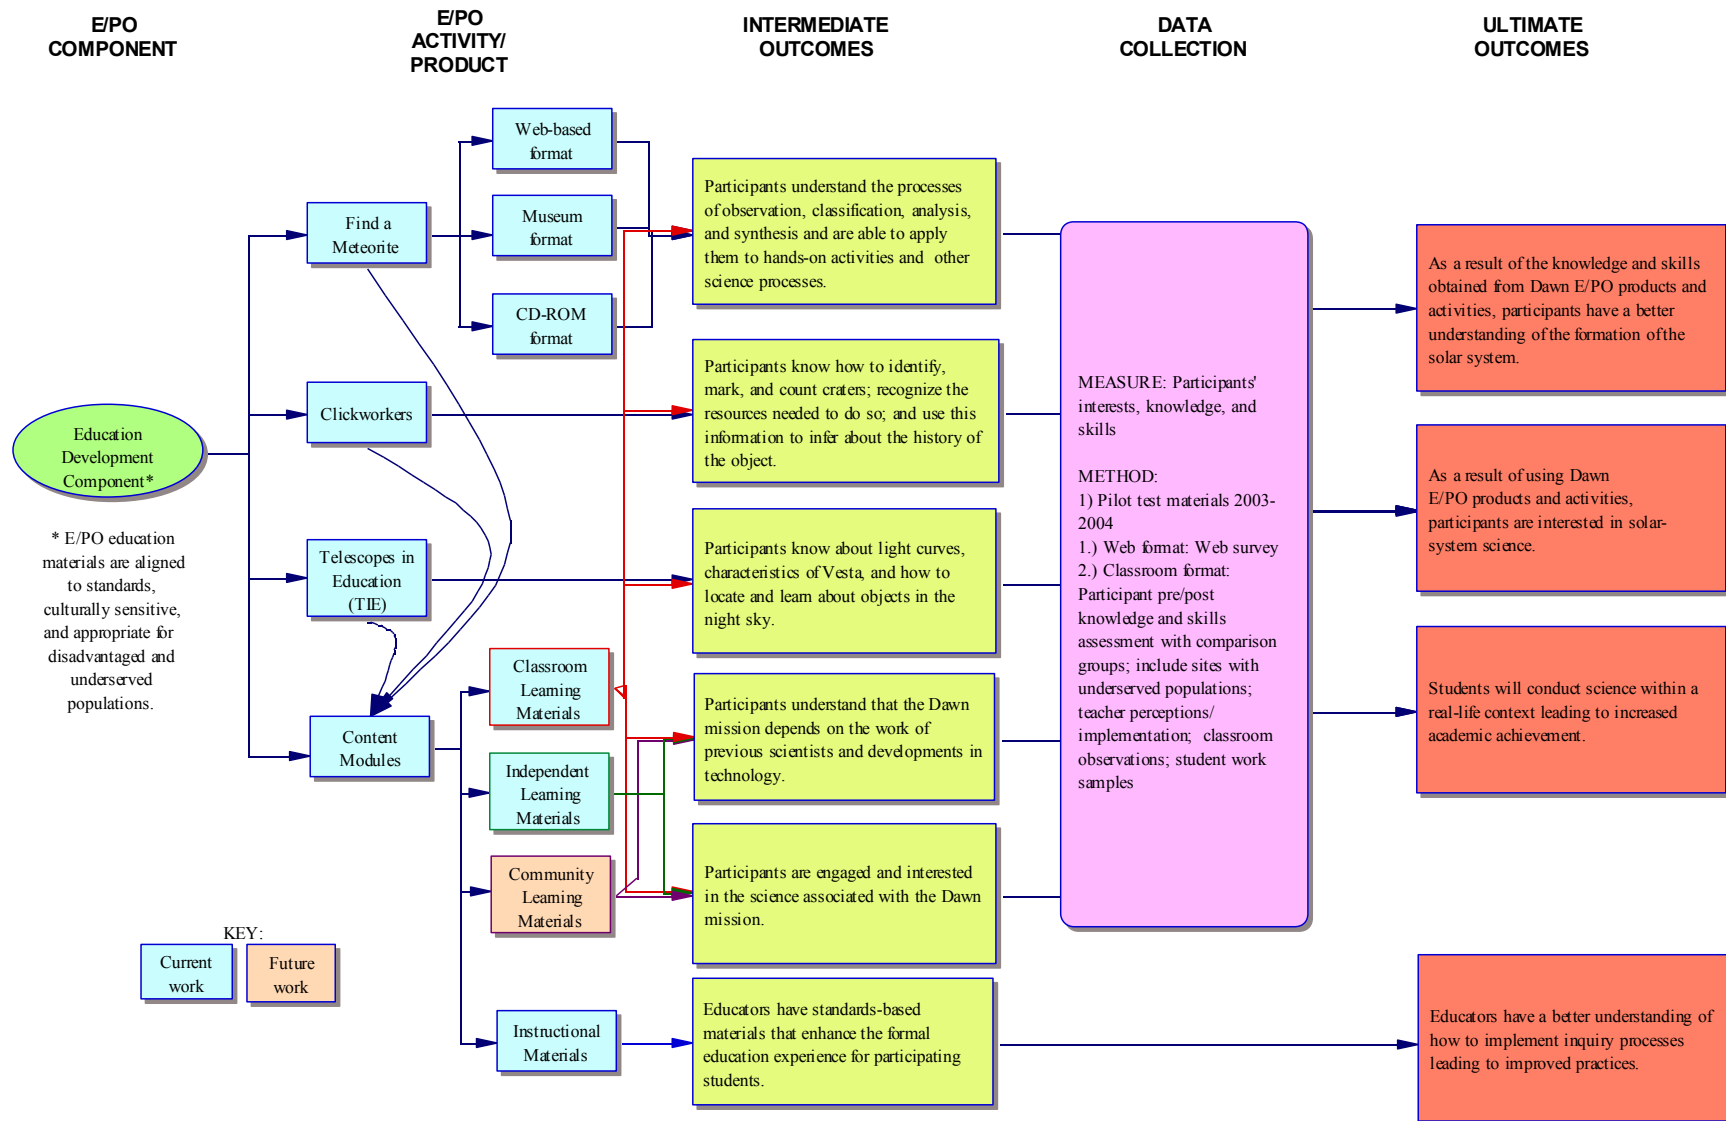 E/PO
COMPONENT
E/PO
ACTIVITY/
PRODUCT
INTERMEDIATE
OUTCOMES
DATA
COLLECTION
ULTIMATE
OUTCOMES
Education
Development
Component*
* E/PO education
materials are aligned
to standards,
culturally sensitive,
and appropriate for
disadvantaged and
underserved
populations.
KEY:
Current
work
Future
work
Find a
Meteorite
Clickworkers
Telescopes in
Education
(TIE)
Content
Modules
Web-based
format
Museum
format
CD-ROM
format
Classroom
Learning
Materials
Independent
Learning
Materials
Community
Learning
Materials
Instructional
Materials
Participants understand the processes
of observation, classification, analysis,
and synthesis and are able to apply
them to hands-on activities and other
science processes.
Participants know how to identify,
mark, and count craters; recognize the
resources needed to do so; and use this
information to infer about the history of
the object.
Participants know about light curves,
characteristics of Vesta, and how to
locate and learn about objects in the
night sky.
Participants understand that the Dawn
mission depends on the work of
previous scientists and developments in
technology.
Participants are engaged and interested
in the science associated with the Dawn
mission.
Educators have standards-based
materials that enhance the formal
education experience for participating
students.
MEASURE: Participants'
interests, knowledge, and
skills
METHOD:
1) Pilot test materials 2003-
2004
1.) Web format: Web survey
2.) Classroom format:
Participant pre/post
knowledge and skills
assessment with comparison
groups; include sites with
underserved populations;
teacher perceptions/
implementation; classroom
observations; student work
samples
As a result of the knowledge and skills
obtained from Dawn E/PO products and
activities, participants have a better
understanding of the formation of the
solar system.
As a result of using Dawn
E/PO products and activities,
participants are interested in solar-
system science.
Students will conduct science within a
real-life context leading to increased
academic achievement.
Educators have a better understanding of
how to implement inquiry processes
leading to improved practices.